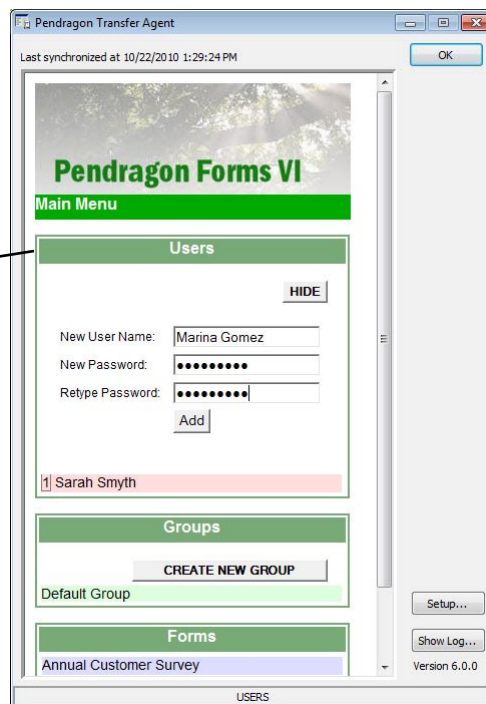 Pendragon Transfer Agent
Last synchronized at 10/22/2010 1:29:24 PM
OK
Pendragon Forms VI
Main Menu
Users
HIDE
New User Name: Marina Gomez
New Password: ●●●●●●●●●
Retype Password: ●●●●●●●●●
Add
1 Sarah Smyth
Groups
CREATE NEW GROUP
Default Group
Setup...
Forms
Show Log...
Annual Customer Survey
Version 6.0.0
USERS